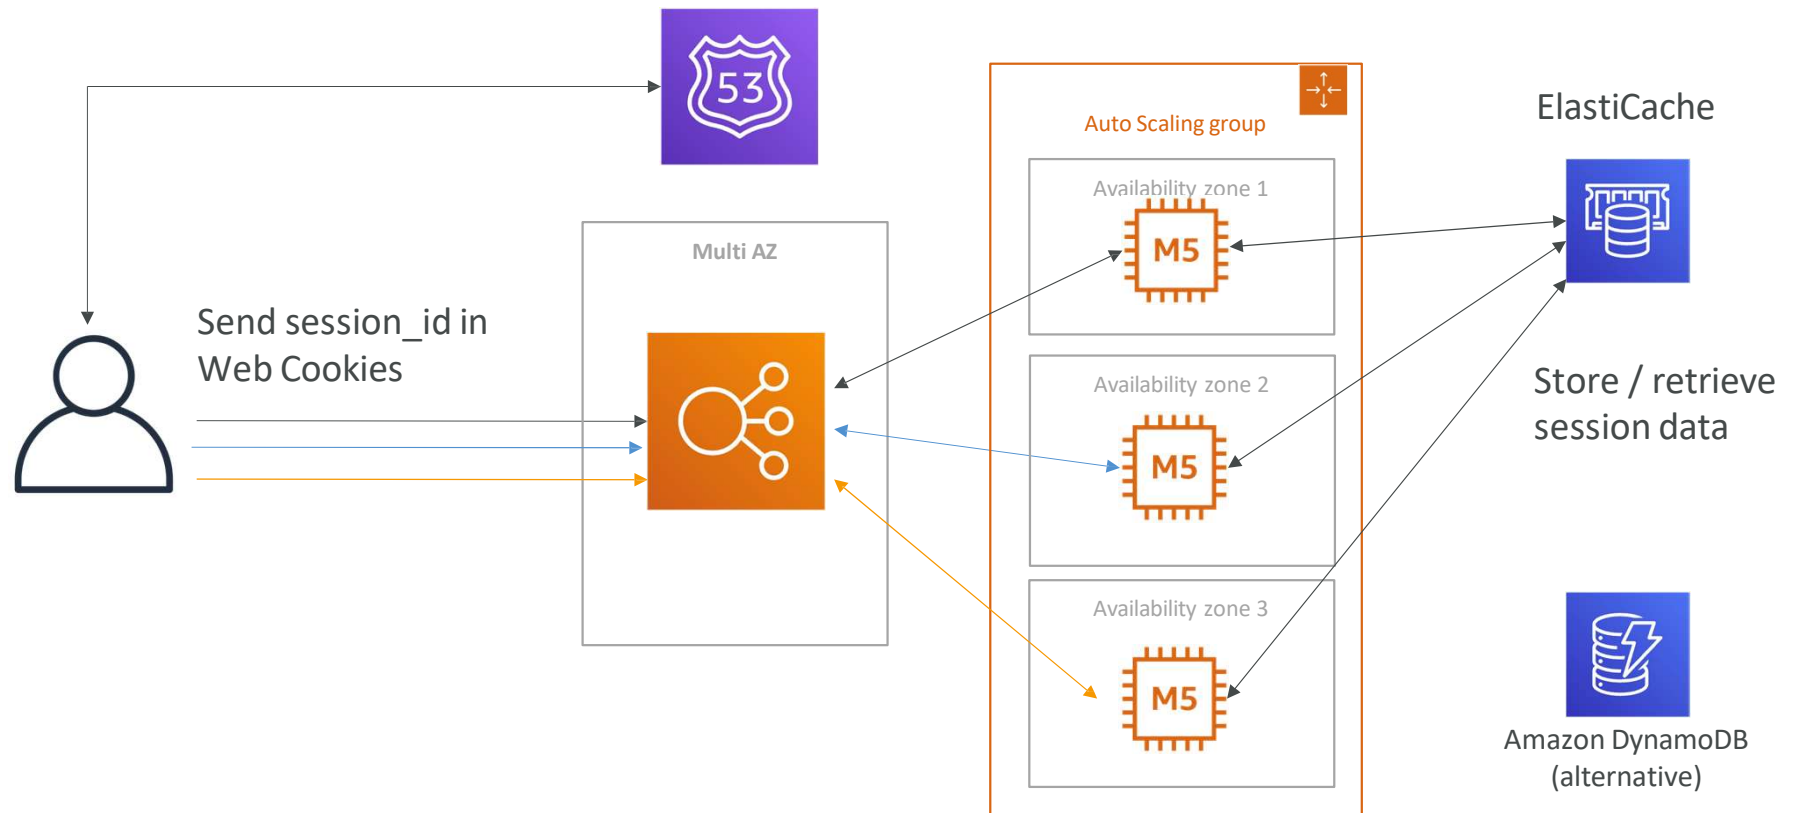 53
Auto Scaling group
ElastiCache
Availability zone 1
M5
Multi AZ
Send session_id in
Web Cookies
Availability zone 2
M5
Store / retrieve
session data
Availability zone 3
M5
Amazon DynamoDB
(alternative)